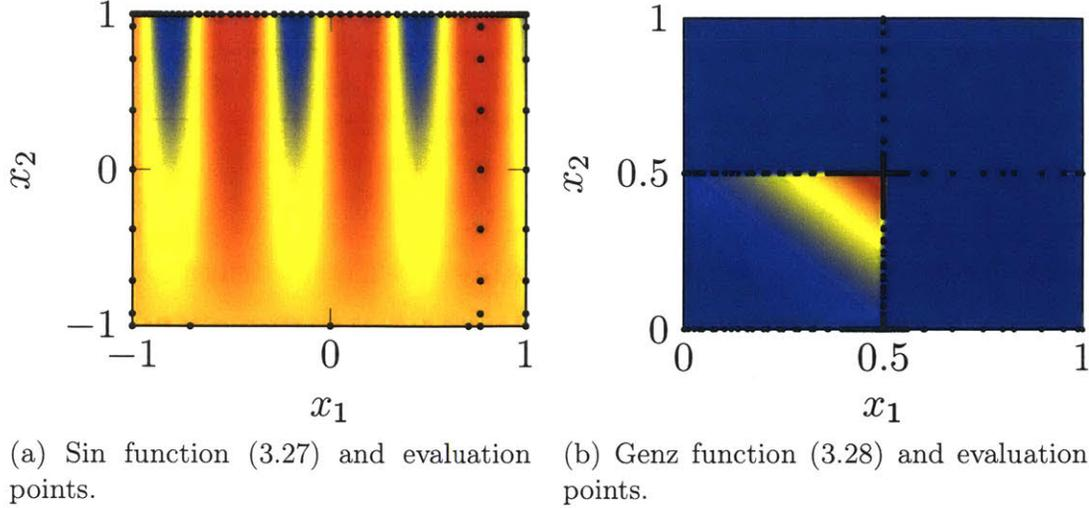 1
0
−1
x₂
−1
0
1
x₁
1
0.5
0
x₂
0
0.5
1
x₁
(a) Sin function (3.27) and evaluation
points.
(b) Genz function (3.28) and evaluation
points.